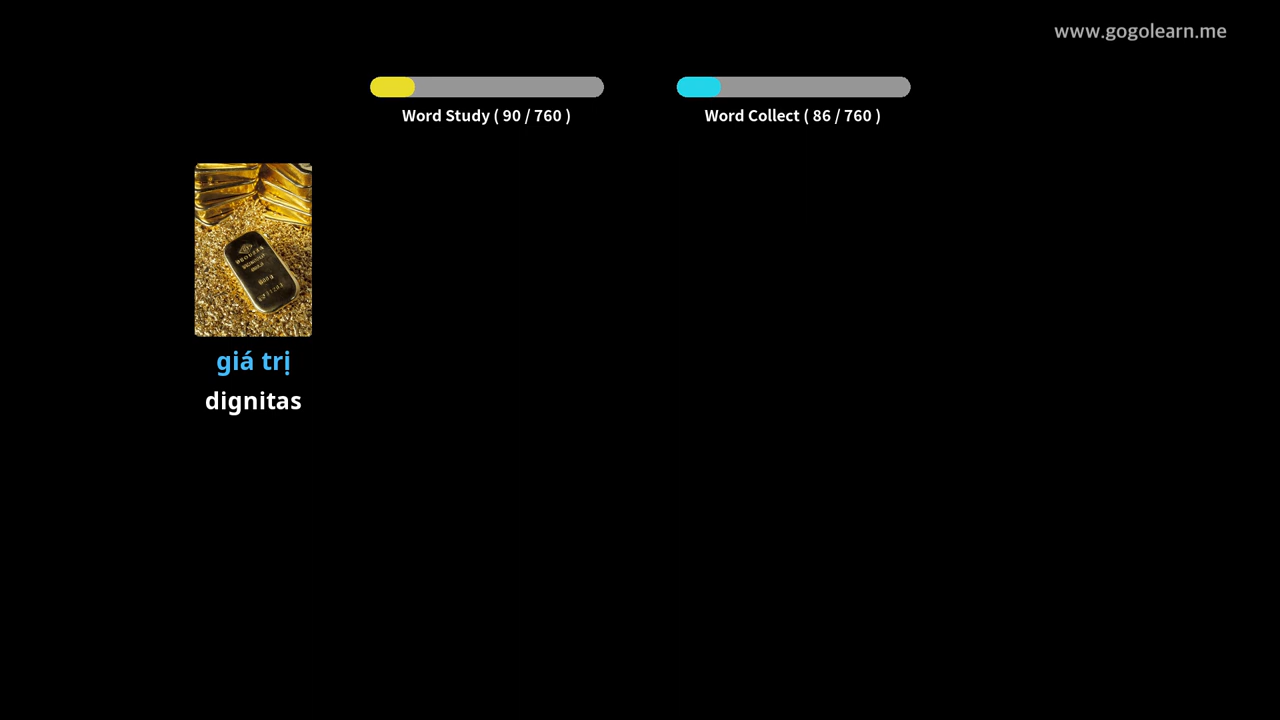 www.gogolearn.me
Word Study ( 90 / 760 )
Word Collect ( 86 / 760 )
giá trị
dignitas